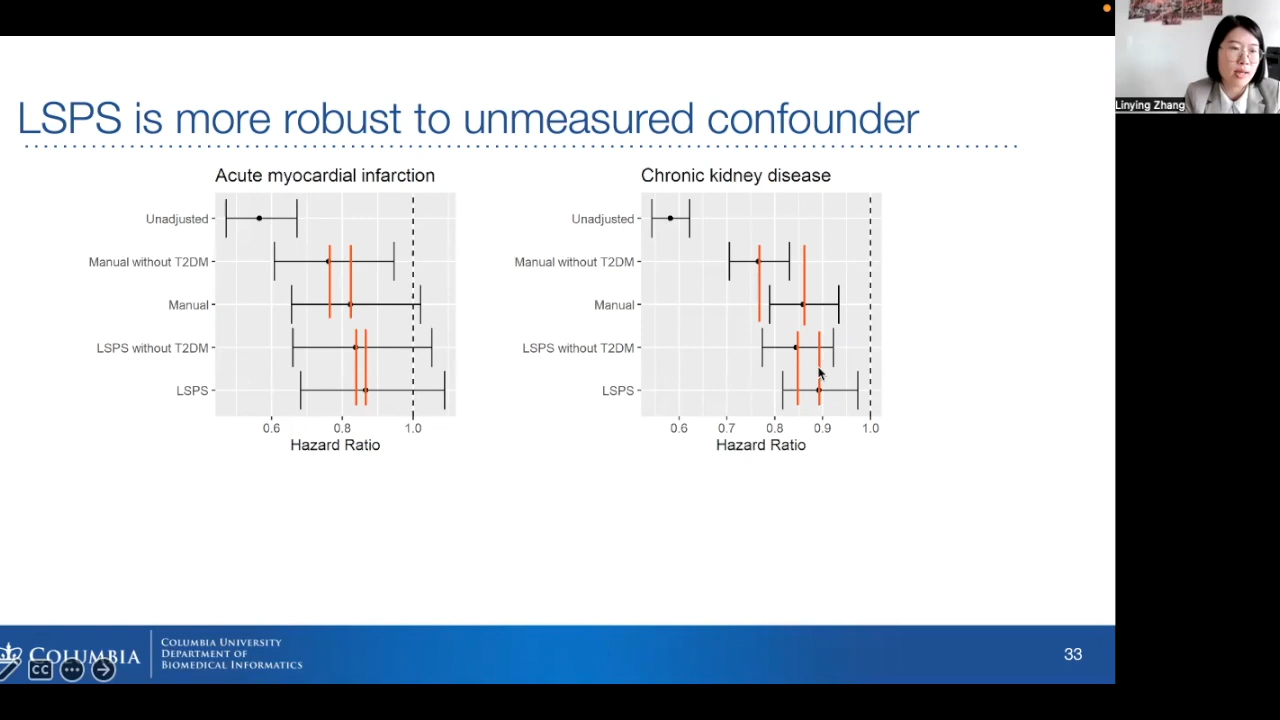 Linying Zhang
LSPS is more robust to unmeasured confounder
Acute myocardial infarction
Unadjusted
Manual without T2DM
Manual
LSPS without T2DM
LSPS
0.6 0.8 1.0
Hazard Ratio
Chronic kidney disease
Unadjusted
Manual without T2DM
Manual
LSPS without T2DM
LSPS
0.6 0.7 0.8 0.9 1.0
Hazard Ratio
COLUMBIA
COLUMBIA UNIVERSITY
DEPARTMENT OF
BIOMEDICAL INFORMATICS
CC
33